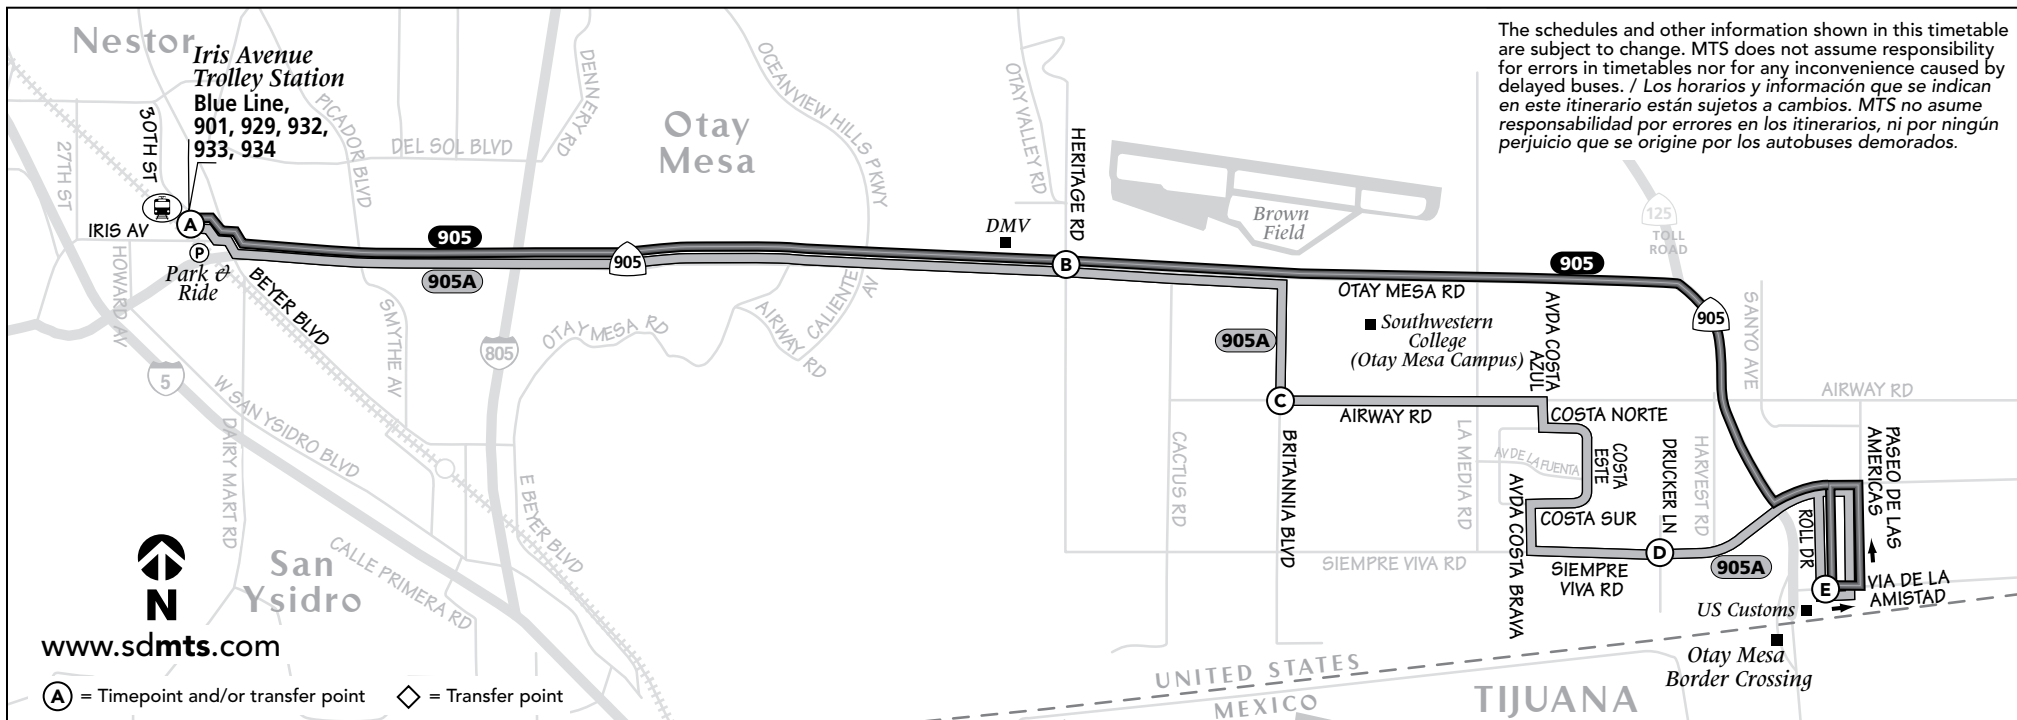 Nestor
Iris Avenue
Trolley Station
Blue Line,
901, 929, 932,
933, 934
The schedules and other information shown in this timetable
are subject to change. MTS does not assume responsibility
for errors in timetables nor for any inconvenience caused by
delayed buses. / Los horarios y información que se indican
en este itinerario están sujetos a cambios. MTS no asume
responsabilidad por errores en los itinerarios, ni por ningún
perjuicio que se origine por los autobuses demorados.
30TH ST
27TH ST
PICADOR BLVD
DEL SOL BLVD
DENNERY RD
Otay
Mesa
OCEANVIEW HILLS PKWY
OTAY VALLEY RD
HERITAGE RD
Brown
Field
125
TOLL
ROAD
DMV
A
IRIS AV
P
Park &
Ride
HOWARD AV
BEYER BLVD
905
905A
905
B
905
OTAY MESA RD
905
SANYO AVE
SMYTHE AV
805
OTAY MESA RD
AIRWAY RD
CALIENTE
AV
905A
Southwestern
College
(Otay Mesa Campus)
AVDA COSTA
AZUL
5
W SAN YSIDRO BLVD
DAIRY MART RD
E BEYER BLVD
C
AIRWAY RD
COSTA NORTE
AIRWAY RD
CACTUS RD
BRITANNIA BLVD
LA MEDIA RD
AV DE LA FUENTA
COSTA
ESTE
DRUCKER LN
HARVEST RD
PASEO DE LAS
AMERICAS
AVDA COSTA BRAVA
COSTA SUR
ROLL DR
SIEMPRE VIVA RD
SIEMPRE
VIVA RD
D
905A
E
VIA DE LA
AMISTAD
US Customs
Otay Mesa
Border Crossing
San
Ysidro
CALLE PRIMERA RD
N
www.sdmts.com
A = Timepoint and/or transfer point
= Transfer point
UNITED STATES
MEXICO
TIJUANA